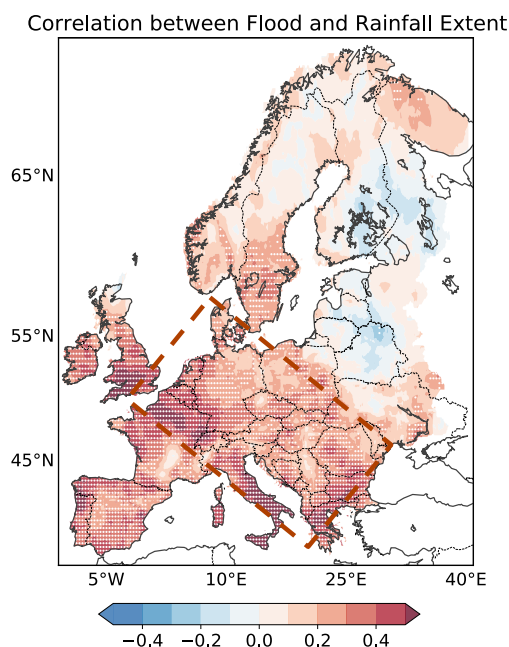 Correlation between Flood and Rainfall Extent
65°N
55°N
45°N
5°W 10°E 25°E 40°E
−0.4 −0.2 0.0 0.2 0.4